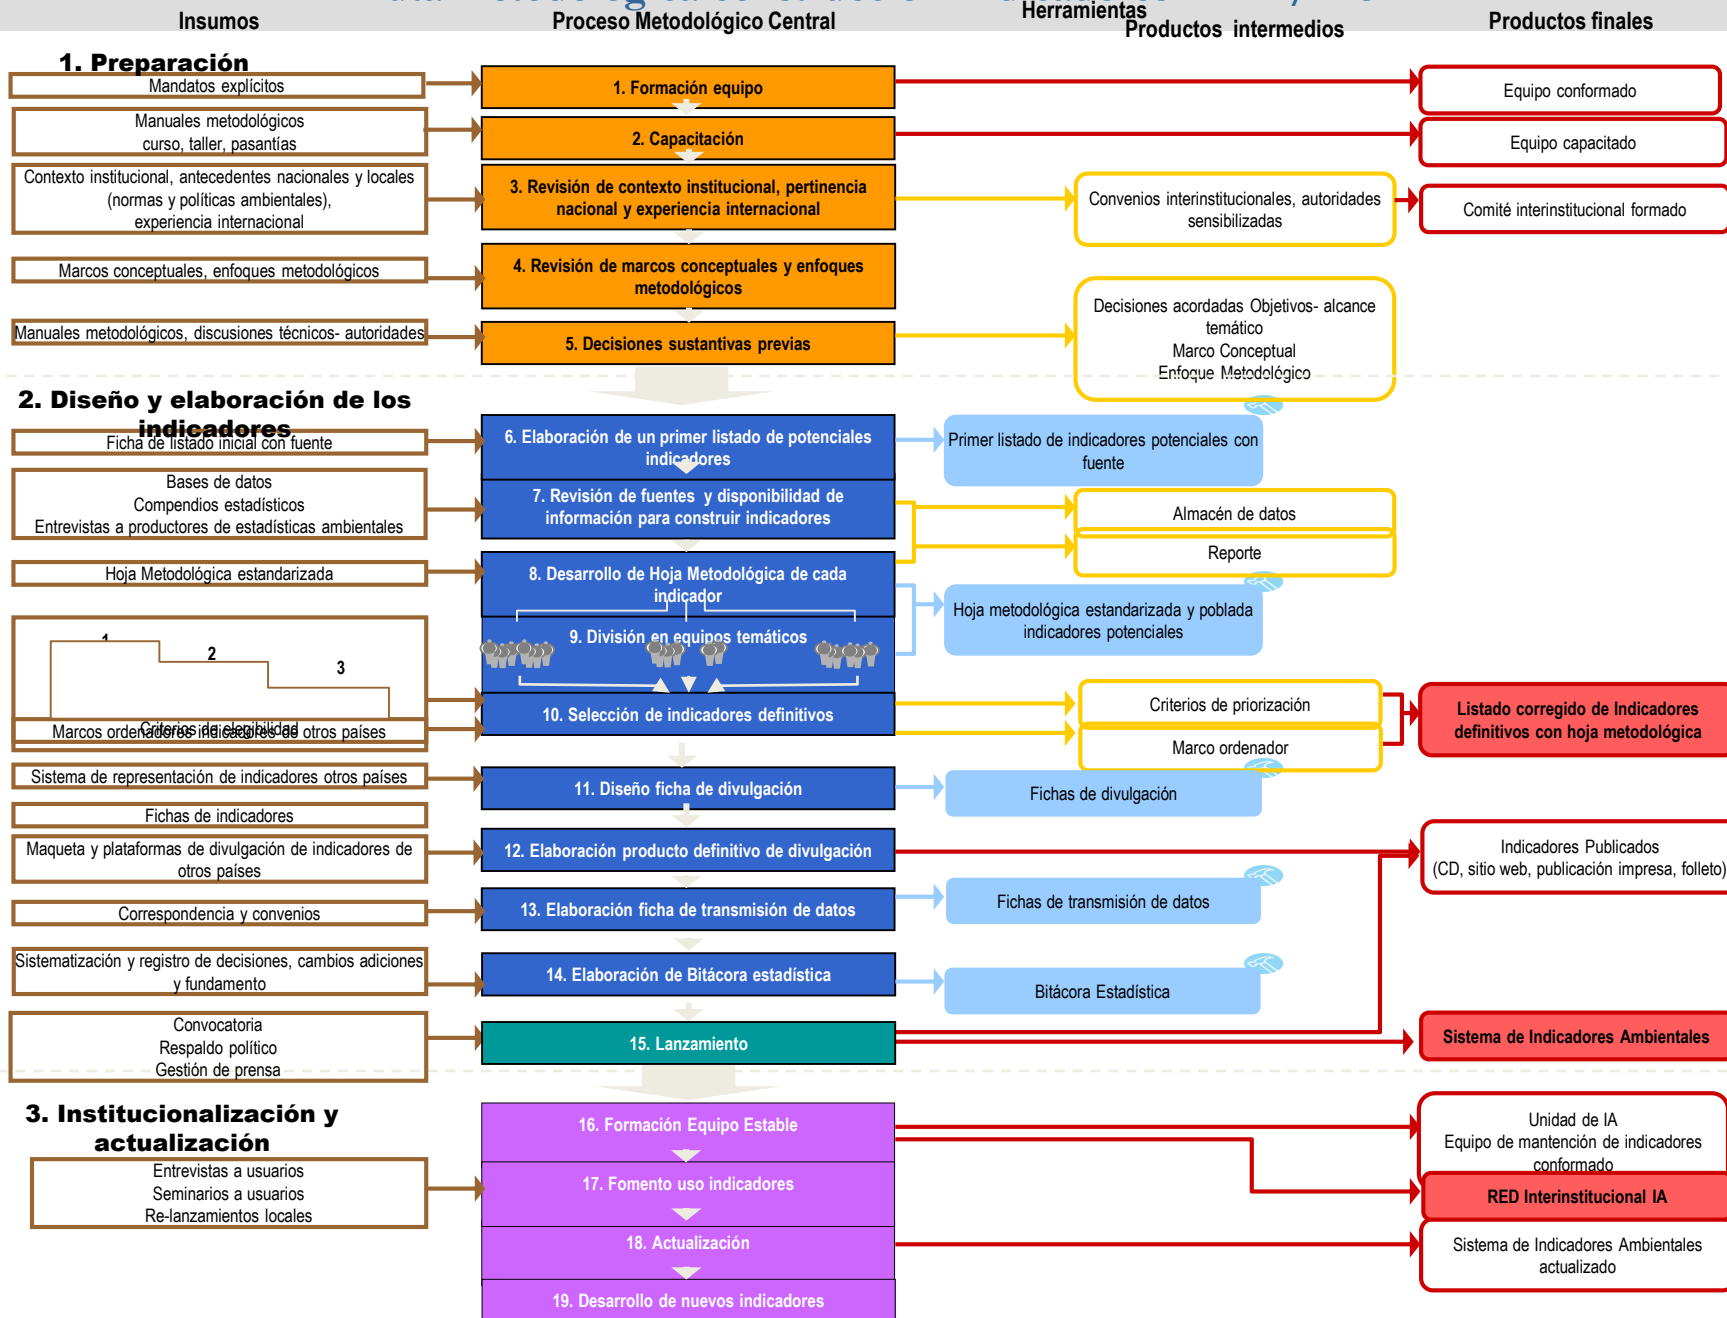 Insumos
Proceso Metodológico Central
Herramientas
Productos intermedios
Productos finales
1. Preparación
Mandatos explícitos
1. Formación equipo
Equipo conformado
Manuales metodológicos
curso, taller, pasantías
2. Capacitación
Equipo capacitado
Contexto institucional, antecedentes nacionales y locales
(normas y políticas ambientales),
experiencia internacional
3. Revisión de contexto institucional, pertinencia
nacional y experiencia internacional
Convenios interinstitucionales, autoridades
sensibilizadas
Comité interinstitucional formado
Marcos conceptuales, enfoques metodológicos
4. Revisión de marcos conceptuales y enfoques
metodológicos
Manuales metodológicos, discusiones técnicos- autoridades
5. Decisiones sustantivas previas
Decisiones acordadas Objetivos- alcance
temático
Marco Conceptual
Enfoque Metodológico
2. Diseño y elaboración de los
indicadores
Ficha de listado inicial con fuente
6. Elaboración de un primer listado de potenciales
indicadores
Primer listado de indicadores potenciales con
fuente
Bases de datos
Compendios estadísticos
Entrevistas a productores de estadísticas ambientales
7. Revisión de fuentes y disponibilidad de
información para construir indicadores
Almacén de datos
Reporte
Hoja Metodológica estandarizada
8. Desarrollo de Hoja Metodológica de cada
indicador
Hoja metodológica estandarizada y poblada
indicadores potenciales
1
2
3
9. División en equipos temáticos
Criterios de elegibilidad
Marcos ordenadores indicadores de otros países
10. Selección de indicadores definitivos
Criterios de priorización
Marco ordenador
Listado corregido de Indicadores
definitivos con hoja metodológica
Sistema de representación de indicadores otros países
11. Diseño ficha de divulgación
Fichas de divulgación
Fichas de indicadores
Maqueta y plataformas de divulgación de indicadores de
otros países
12. Elaboración producto definitivo de divulgación
Indicadores Publicados
(CD, sitio web, publicación impresa, folleto)
Correspondencia y convenios
13. Elaboración ficha de transmisión de datos
Fichas de transmisión de datos
Sistematización y registro de decisiones, cambios adiciones
y fundamento
14. Elaboración de Bitácora estadística
Bitácora Estadística
Convocatoria
Respaldo político
Gestión de prensa
15. Lanzamiento
Sistema de Indicadores Ambientales
3. Institucionalización y
actualización
16. Formación Equipo Estable
Unidad de IA
Equipo de mantención de indicadores
conformado
Entrevistas a usuarios
Seminarios a usuarios
Re-lanzamientos locales
17. Fomento uso indicadores
RED Interinstitucional IA
18. Actualización
Sistema de Indicadores Ambientales
actualizado
19. Desarrollo de nuevos indicadores